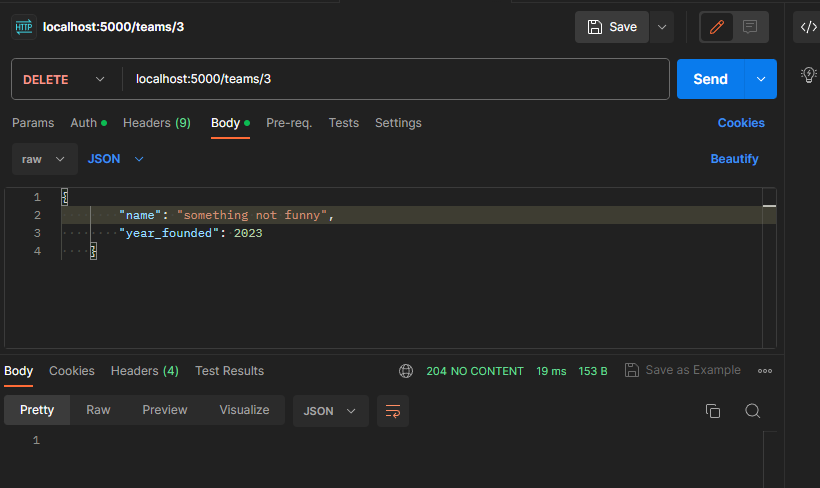 HTTP localhost:5000/teams/3 Save </>
DELETE localhost:5000/teams/3 Send
Params Auth Headers (9) Body Pre-req. Tests Settings Cookies
raw JSON Beautify
1 {
2 "name": "something not funny",
3 "year_founded": 2023
4 }
Body Cookies Headers (4) Test Results 204 NO CONTENT 19 ms 153 B Save as Example
Pretty Raw Preview Visualize JSON
1